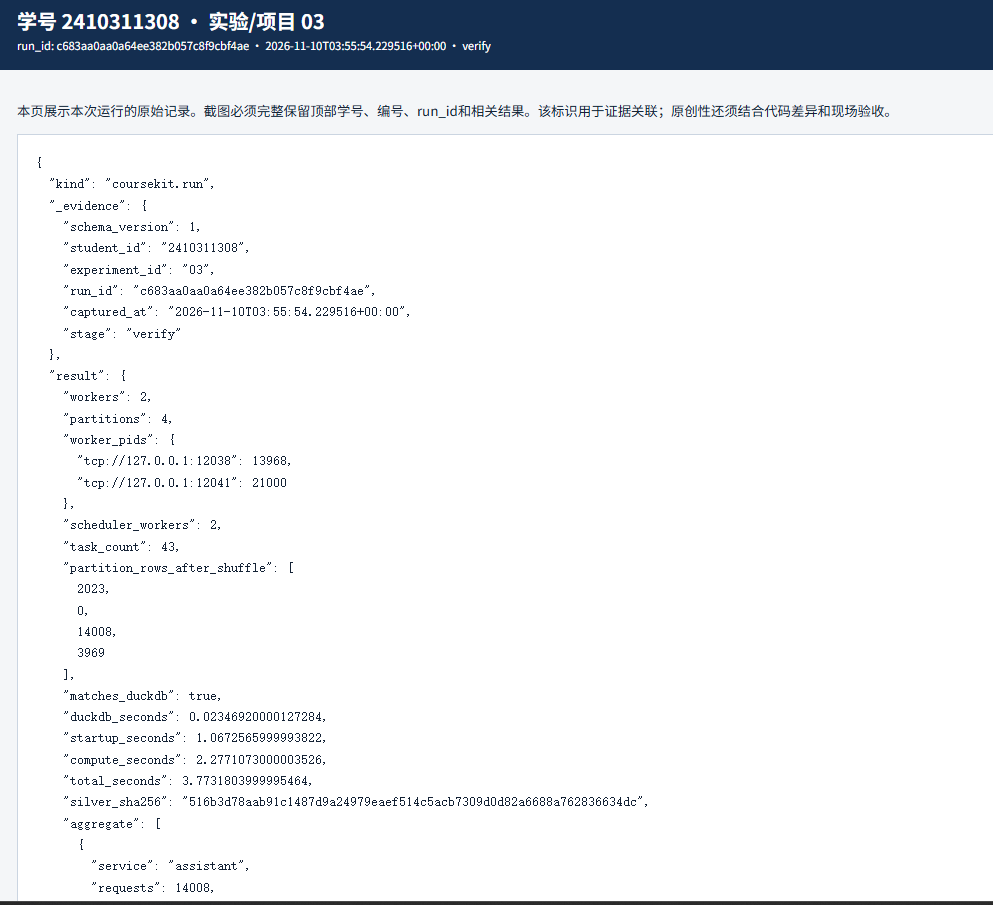 学号 2410311308 • 实验/项目 03
run_id: c683aa0aa0a64ee382b057c8f9cbf4ae • 2026-11-10T03:55:54.229516+00:00 • verify
本页展示本次运行的原始记录。截图必须完整保留顶部学号、编号、run_id和相关结果。该标识用于证据关联；原创性还须结合代码差异和现场验收。
{
"kind": "coursekit.run",
"_evidence": {
"schema_version": 1,
"student_id": "2410311308",
"experiment_id": "03",
"run_id": "c683aa0aa0a64ee382b057c8f9cbf4ae",
"captured_at": "2026-11-10T03:55:54.229516+00:00",
"stage": "verify"
},
"result": {
"workers": 2,
"partitions": 4,
"worker_pids": {
"tcp://127.0.0.1:12038": 13968,
"tcp://127.0.0.1:12041": 21000
},
"scheduler_workers": 2,
"task_count": 43,
"partition_rows_after_shuffle": [
2023,
0,
14008,
3969
],
"matches_duckdb": true,
"duckdb_seconds": 0.02346920000127284,
"startup_seconds": 1.0672565999993822,
"compute_seconds": 2.2771073000003526,
"total_seconds": 3.7731803999995464,
"silver_sha256": "516b3d78aab91c1487d9a24979eaef514c5acb7309d0d82a6688a762836634dc",
"aggregate": [
{
"service": "assistant",
"requests": 14008,